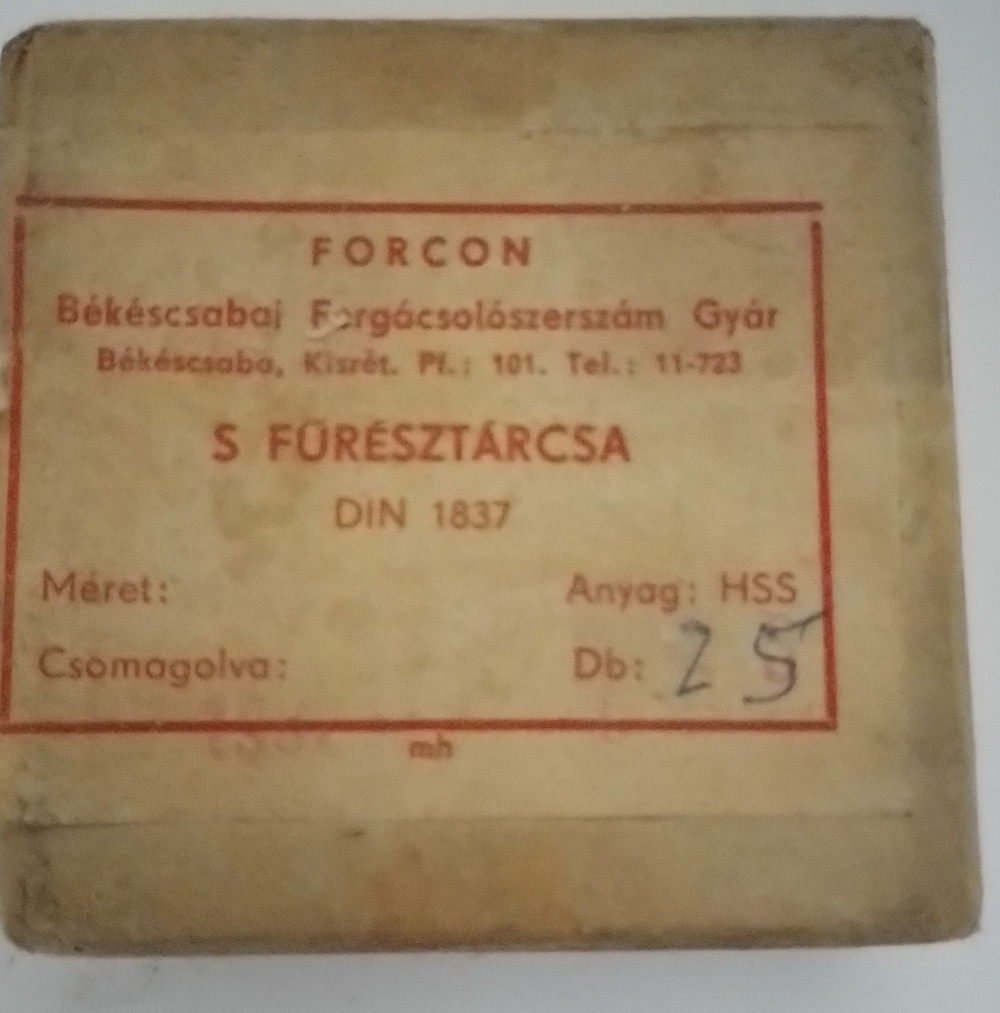 FORCON
Békéscsabai Forgácsolószerszám Gyár
Békéscsaba, Kisrét. Pf.: 101. Tel.: 11-723
S FŰRÉSZTÁRCSA
DIN 1837
Méret: Anyag: HSS
Csomagolva: Db: 25
mh